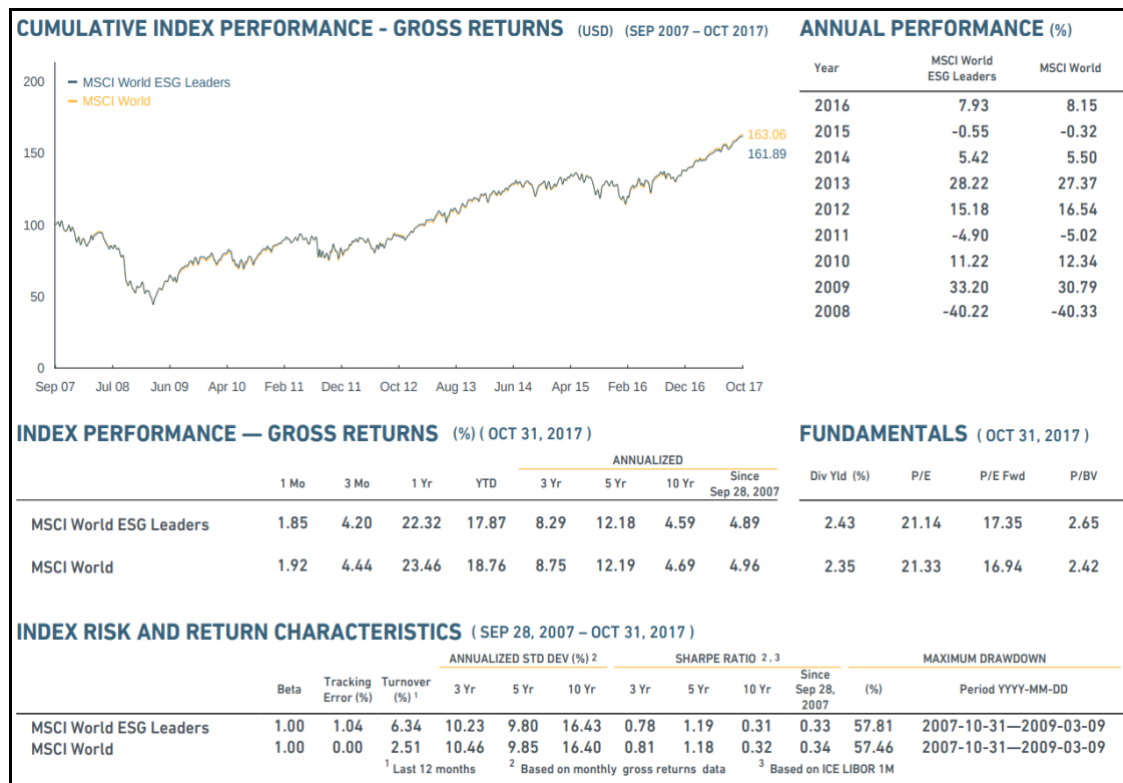 CUMULATIVE INDEX PERFORMANCE - GROSS RETURNS (USD) (SEP 2007 – OCT 2017)
200
150
100
50
0
MSCI World ESG Leaders
MSCI World
163.06
161.89
Sep 07 Jul 08 Jun 09 Apr 10 Feb 11 Dec 11 Oct 12 Aug 13 Jun 14 Apr 15 Feb 16 Dec 16 Oct 17
ANNUAL PERFORMANCE (%)
Year MSCI World ESG Leaders MSCI World
2016 7.93 8.15
2015 -0.55 -0.32
2014 5.42 5.50
2013 28.22 27.37
2012 15.18 16.54
2011 -4.90 -5.02
2010 11.22 12.34
2009 33.20 30.79
2008 -40.22 -40.33
INDEX PERFORMANCE — GROSS RETURNS (%) ( OCT 31, 2017 )
ANNUALIZED
1 Mo 3 Mo 1 Yr YTD 3 Yr 5 Yr 10 Yr Since Sep 28, 2007
MSCI World ESG Leaders 1.85 4.20 22.32 17.87 8.29 12.18 4.59 4.89
MSCI World 1.92 4.44 23.46 18.76 8.75 12.19 4.69 4.96
FUNDAMENTALS ( OCT 31, 2017 )
Div Yld (%) P/E P/E Fwd P/BV
2.43 21.14 17.35 2.65
2.35 21.33 16.94 2.42
INDEX RISK AND RETURN CHARACTERISTICS ( SEP 28, 2007 – OCT 31, 2017 )
ANNUALIZED STD DEV (%) 2 SHARPE RATIO 2, 3 MAXIMUM DRAWDOWN
Beta Tracking Error (%) Turnover (%) 1 3 Yr 5 Yr 10 Yr 3 Yr 5 Yr 10 Yr Since Sep 28, 2007 (%) Period YYYY-MM-DD
MSCI World ESG Leaders 1.00 1.04 6.34 10.23 9.80 16.43 0.78 1.19 0.31 0.33 57.81 2007-10-31—2009-03-09
MSCI World 1.00 0.00 2.51 10.46 9.85 16.40 0.81 1.18 0.32 0.34 57.46 2007-10-31—2009-03-09
1 Last 12 months 2 Based on monthly gross returns data 3 Based on ICE LIBOR 1M